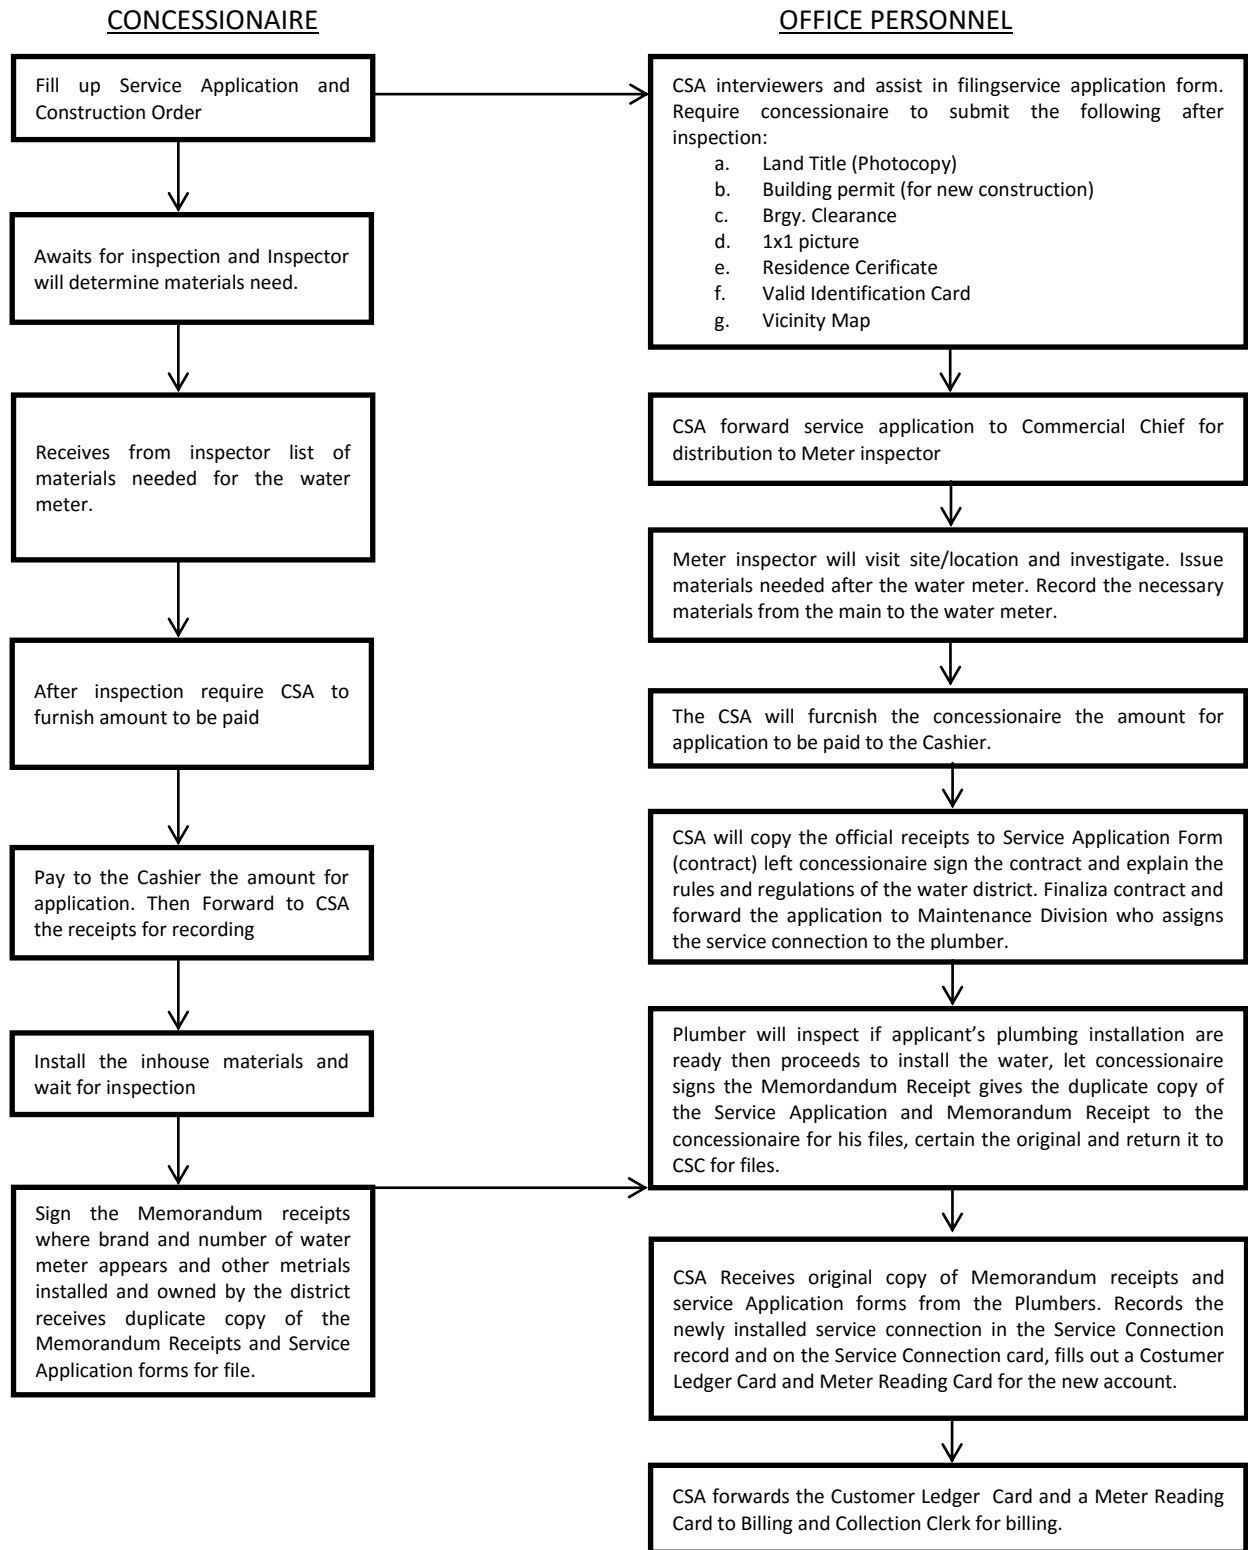 CONCESSIONAIRE
Fill up Service Application and
Construction Order
Awaits for inspection and Inspector
will determine materials need.
Receives from inspector list of
materials needed for the water
meter.
After inspection require CSA to
furnish amount to be paid
Pay to the Cashier the amount for
application. Then Forward to CSA
the receipts for recording
Install the inhouse materials and
wait for inspection
Sign the Memorandum receipts
where brand and number of water
meter appears and other metrials
installed and owned by the district
receives duplicate copy of the
Memorandum Receipts and Service
Application forms for file.
OFFICE PERSONNEL
CSA interviewers and assist in filingservice application form.
Require concessionaire to submit the following after
inspection:
a. Land Title (Photocopy)
b. Building permit (for new construction)
c. Brgy. Clearance
d. 1x1 picture
e. Residence Cerificate
f. Valid Identification Card
g. Vicinity Map
CSA forward service application to Commercial Chief for
distribution to Meter inspector
Meter inspector will visit site/location and investigate. Issue
materials needed after the water meter. Record the necessary
materials from the main to the water meter.
The CSA will furcnish the concessionaire the amount for
application to be paid to the Cashier.
CSA will copy the official receipts to Service Application Form
(contract) left concessionaire sign the contract and explain the
rules and regulations of the water district. Finaliza contract and
forward the application to Maintenance Division who assigns
the service connection to the plumber.
Plumber will inspect if applicant’s plumbing installation are
ready then proceeds to install the water, let concessionaire
signs the Memordandum Receipt gives the duplicate copy of
the Service Application and Memorandum Receipt to the
concessionaire for his files, certain the original and return it to
CSC for files.
CSA Receives original copy of Memorandum receipts and
service Application forms from the Plumbers. Records the
newly installed service connection in the Service Connection
record and on the Service Connection card, fills out a Costumer
Ledger Card and Meter Reading Card for the new account.
CSA forwards the Customer Ledger Card and a Meter Reading
Card to Billing and Collection Clerk for billing.